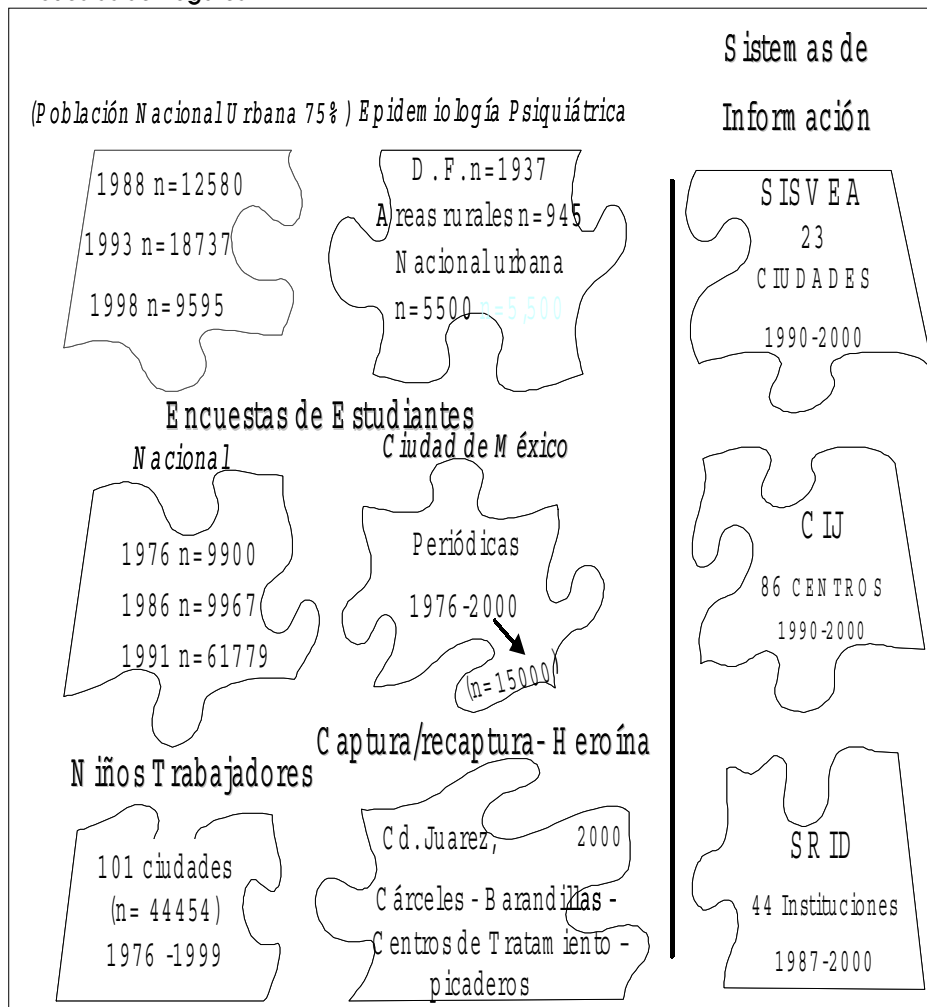 (Población Nacional Urbana 75%) Epidemiología Psiquiátrica
1988 n=12580
1993 n=18737
1998 n=9595
D.F. n=1937
Areas rurales n=945
Nacional urbana
n=5500 n=5,500
Encuestas de Estudiantes
Nacional
1976 n=9900
1986 n=9967
1991 n=61779
Ciudad de México
Periódicas
1976-2000
(n=15000)
Niños Trabajadores
101 ciudades
(n= 44454)
1976 -1999
Captura/recaptura- Heroína
Cd. Juarez, 2000
Cárceles - Barandillas -
Centros de Tratamiento -
picaderos
Sistemas de
Información
SISVEA
23
CIUDADES
1990-2000
CIJ
86 CENTROS
1990-2000
SRID
44 Instituciones
1987-2000